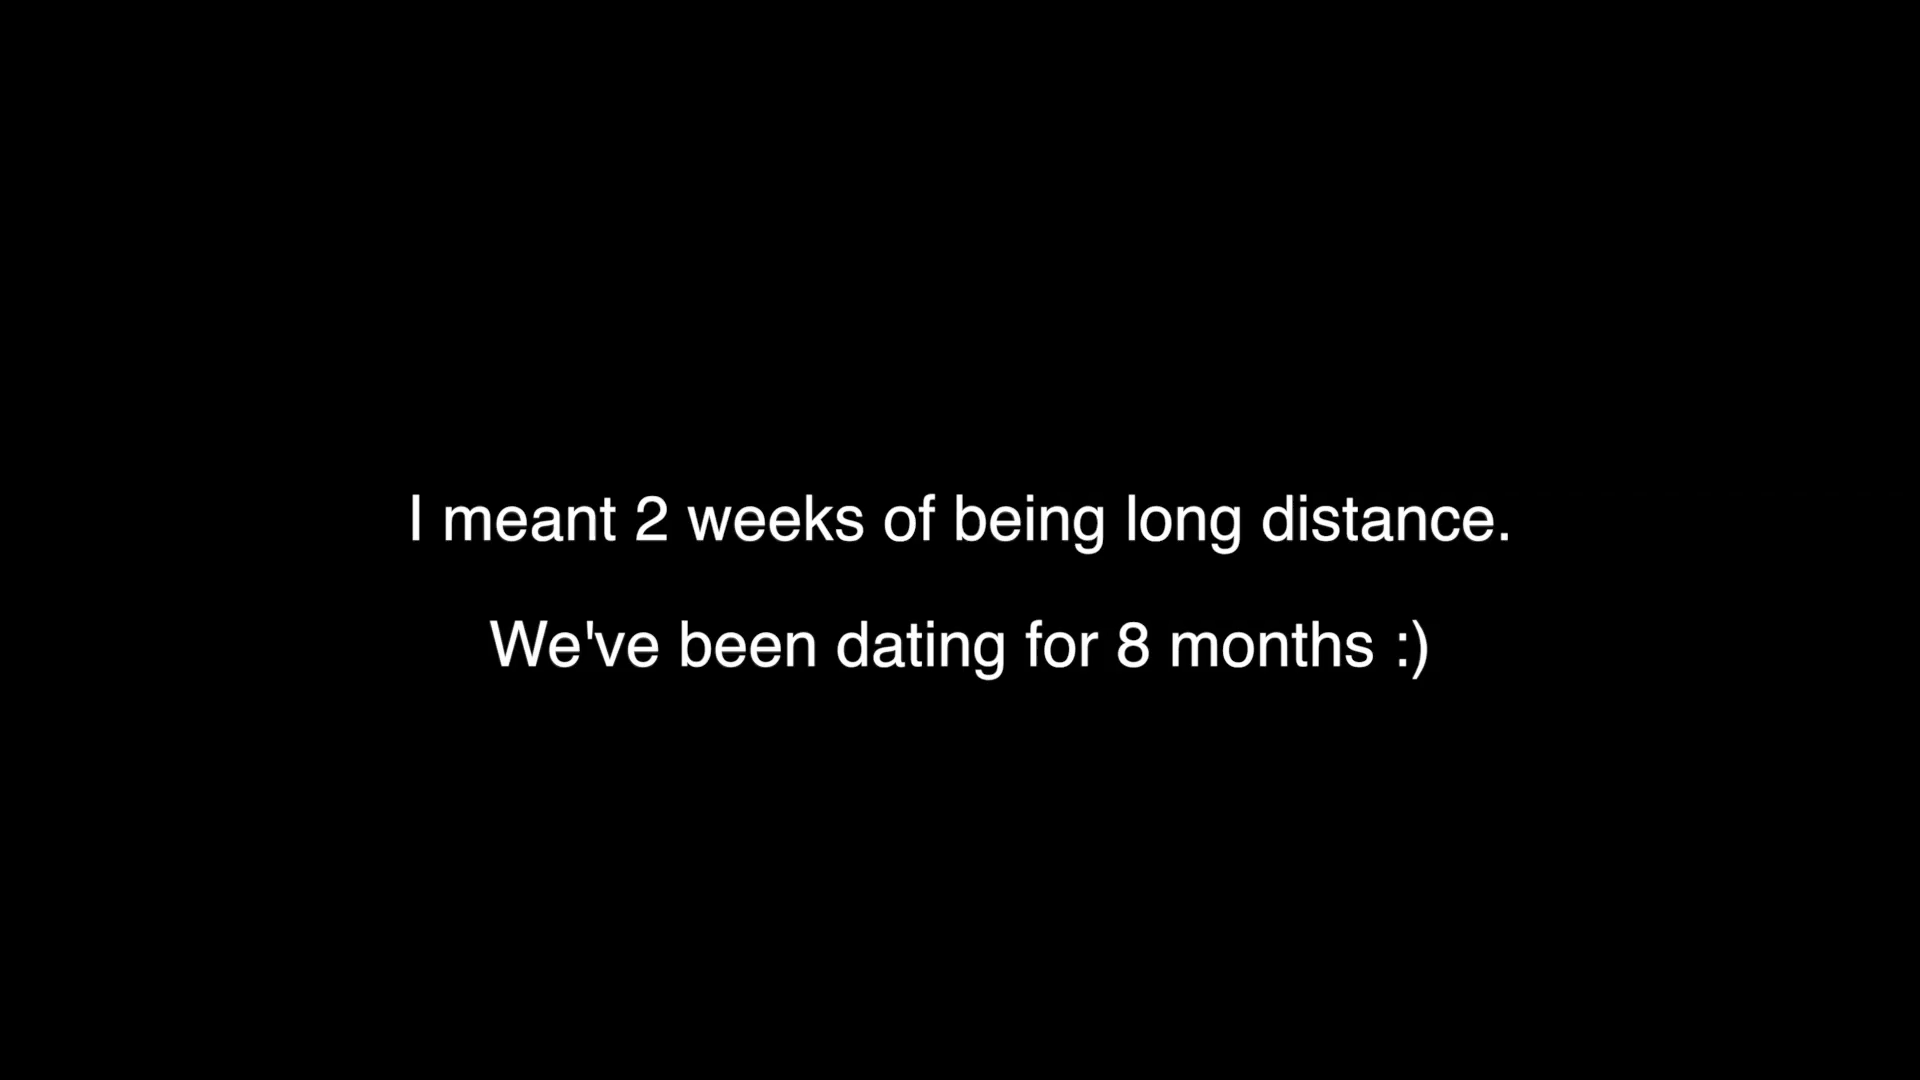 I meant 2 weeks of being long distance.
We've been dating for 8 months :)